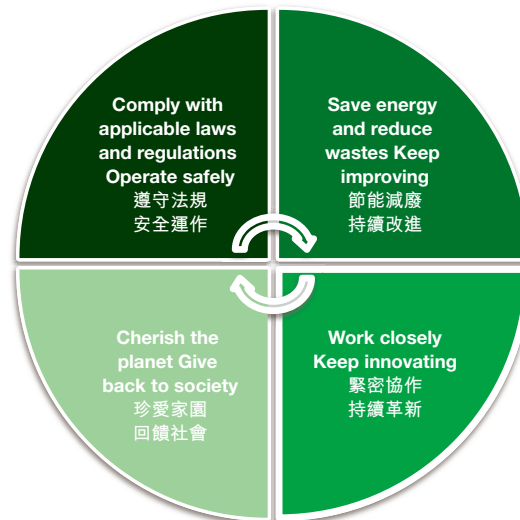 Comply with
applicable laws
and regulations
Operate safely
遵守法規
安全運作
Save energy
and reduce
wastes Keep
improving
節能減廢
持續改進
Cherish the
planet Give
back to society
珍愛家園
回饋社會
Work closely
Keep innovating
緊密協作
持續革新